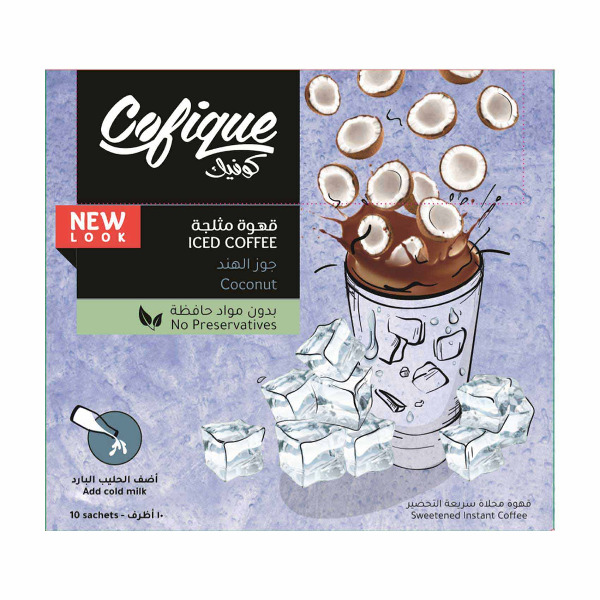 Cofique
كوفيك
NEW
LOOK
قهوة مثلجة
ICED COFFEE
جوز الهند
Coconut
بدون مواد حافظة
No Preservatives
أضف الحليب البارد
Add cold milk
10 sachets - ١٠ أظرف
قهوة محلاة سريعة التحضير
Sweetened Instant Coffee